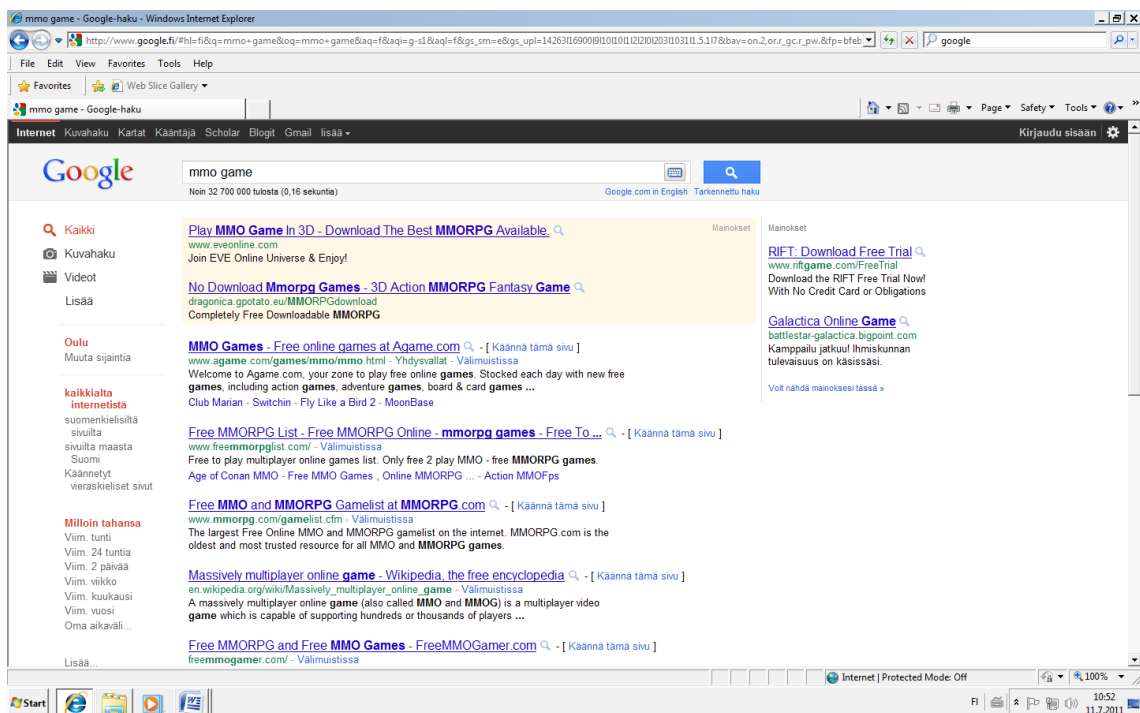 mmo game - Google-haku - Windows Internet Explorer
http://www.google.fi/#hl=fi&q=mmo+game&oq=mmo+game&aq=f&aqi=g-s1&aql=f&gs_sm=e&gs_upl=
google
File Edit View Favorites Tools Help
Favorites Web Slice Gallery
mmo game - Google-haku
Page Safety Tools
Internet Kuvahaku Kartat Kääntäjä Scholar Blogit Gmail lisää
Kirjaudu sisään
Google
mmo game
Noin 32 700 000 tulosta (0,16 sekuntia)
Google.com in English Tarkennettu haku
Kaikki
Kuvahaku
Videot
Lisää
Oulu
Muuta sijaintia
kaikkialta
internetistä
suomenkielisiltä
sivuilta
sivuilta maasta
Suomi
Käännetyt
vieraskieliset sivut
Milloin tahansa
Viim. tunti
Viim. 24 tuntia
Viim. 2 päivää
Viim. viikko
Viim. kuukausi
Viim. vuosi
Oma aikaväli...
Lisää...
Play MMO Game In 3D - Download The Best MMORPG Available.
Mainokset
www.eveonline.com
Join EVE Online Universe & Enjoy!
No Download Mmorpg Games - 3D Action MMORPG Fantasy Game
dragonica.gpotato.eu/MMORPGdownload
Completely Free Downloadable MMORPG
MMO Games - Free online games at Agame.com - [ Käännä tämä sivu ]
www.agame.com/games/mmo/mmo.html - Yhdysvallat - Välimuistissa
Welcome to Agame.com, your zone to play free online games. Stocked each day with new free
games, including action games, adventure games, board & card games ...
Club Marian - Switchin - Fly Like a Bird 2 - MoonBase
Free MMORPG List - Free MMORPG Online - mmorpg games - Free To ... - [ Käännä tämä sivu ]
www.freemmorpglist.com/ - Välimuistissa
Free to play multiplayer online games list. Only free 2 play MMO - free MMORPG games.
Age of Conan MMO - Free MMO Games , Online MMORPG ... - Action MMOFps
Free MMO and MMORPG Gamelist at MMORPG.com - [ Käännä tämä sivu ]
www.mmorpg.com/gamelist.cfm - Välimuistissa
The largest Free Online MMO and MMORPG gamelist on the internet. MMORPG.com is the
oldest and most trusted resource for all MMO and MMORPG games.
Massively multiplayer online game - Wikipedia, the free encyclopedia - [ Käännä tämä sivu ]
en.wikipedia.org/wiki/Massively_multiplayer_online_game - Välimuistissa
A massively multiplayer online game (also called MMO and MMOG) is a multiplayer video
game which is capable of supporting hundreds or thousands of players ...
Free MMORPG and Free MMO Games - FreeMMOGamer.com - [ Käännä tämä sivu ]
freemmogamer.com/ - Välimuistissa
Mainokset
RIFT: Download Free Trial
www.riftgame.com/FreeTrial
Download the RIFT Free Trial Now!
With No Credit Card or Obligations
Galactica Online Game
battlestar-galactica.bigpoint.com
Kamppailu jatkuu! Ihmiskunnan
tulevaisuus on käsissäsi.
Voit nähdä mainoksesi tässä »
Internet | Protected Mode: Off
100%
Start
FI
10:52
11.7.2011